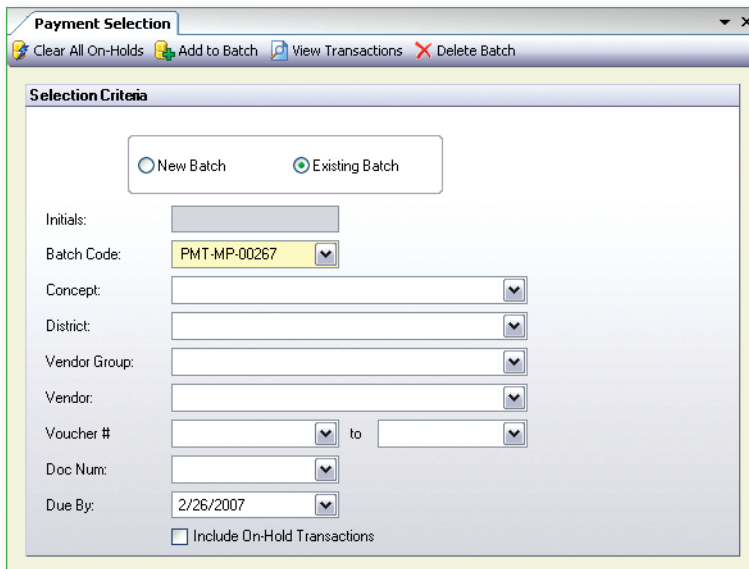 Payment Selection
Clear All On-Holds Add to Batch View Transactions Delete Batch
Selection Criteria
New Batch Existing Batch
Initials:
Batch Code: PMT-MP-00267
Concept:
District:
Vendor Group:
Vendor:
Voucher # to
Doc Num:
Due By: 2/26/2007
Include On-Hold Transactions